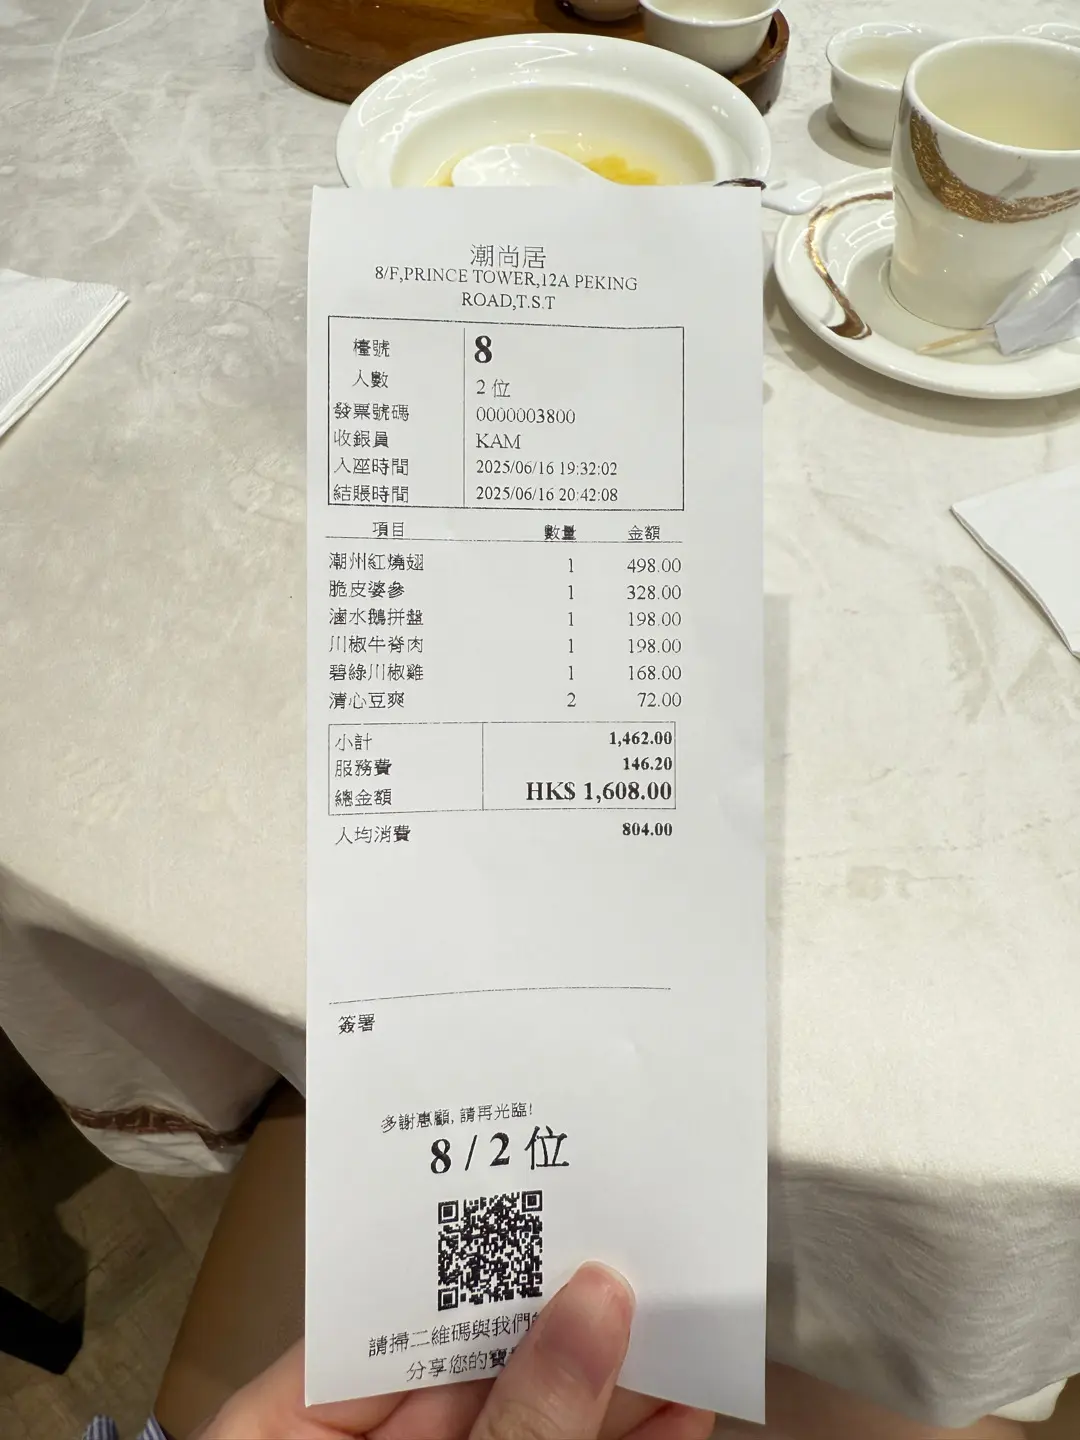 潮尚居
8/F,PRINCE TOWER,12A PEKING
ROAD,T.S.T
檯號 8
人數 2 位
發票號碼 0000003800
收銀員 KAM
入座時間 2025/06/16 19:32:02
結賬時間 2025/06/16 20:42:08
項目 數量 金額
潮州紅燒翅 1 498.00
脆皮婆參 1 328.00
滷水鵝拼盤 1 198.00
川椒牛脊肉 1 198.00
碧綠川椒雞 1 168.00
清心豆爽 2 72.00
小計 1,462.00
服務費 146.20
總金額 HK$ 1,608.00
人均消費 804.00
簽署
多謝惠顧, 請再光臨!
8 / 2 位
請掃二維碼與我們
分享您的寶